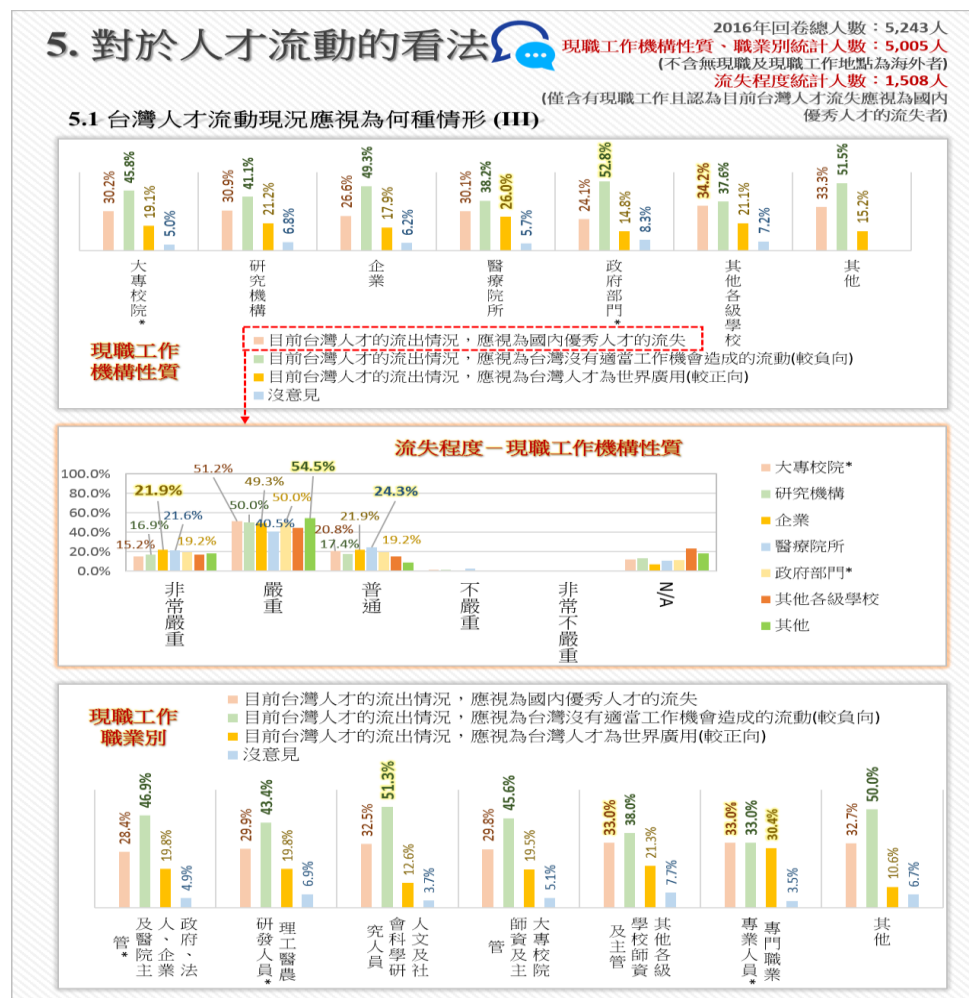 5. 對於人才流動的看法
2016年回卷總人數：5,243人
現職工作機構性質、職業別統計人數：5,005人
(不含無現職及現職工作地點為海外者)
流失程度統計人數：1,508人
(僅含有現職工作且認為目前台灣人才流失應視為國內
優秀人才的流失者)
5.1 台灣人才流動現況應視為何種情形 (III)
30.2% 45.8% 19.1% 5.0%
30.9% 41.1% 21.2% 6.8%
26.6% 49.3% 17.9% 6.2%
30.1% 38.2% 26.0% 5.7%
24.1% 52.8% 14.8% 8.3%
34.2% 37.6% 21.1% 7.2%
33.3% 51.5% 15.2%
大專校院*
研究機構
企業
醫療院所
政府部門*
其他各級學校
其他
現職工作
機構性質
目前台灣人才的流出情況，應視為國內優秀人才的流失
目前台灣人才的流出情況，應視為台灣沒有適當工作機會造成的流動(較負向)
目前台灣人才的流出情況，應視為台灣人才為世界廣用(較正向)
沒意見
流失程度－現職工作機構性質
100.0%
80.0%
60.0%
40.0%
20.0%
0.0%
15.2% 16.9% 21.9% 21.6% 19.2%
51.2% 50.0% 49.3% 40.5% 50.0% 54.5%
20.8% 17.4% 21.9% 24.3% 19.2%
非常嚴重
嚴重
普通
不嚴重
非常不嚴重
N/A
大專校院*
研究機構
企業
醫療院所
政府部門*
其他各級學校
其他
現職工作
職業別
目前台灣人才的流出情況，應視為國內優秀人才的流失
目前台灣人才的流出情況，應視為台灣沒有適當工作機會造成的流動(較負向)
目前台灣人才的流出情況，應視為台灣人才為世界廣用(較正向)
沒意見
28.4% 46.9% 19.8% 4.9%
29.9% 43.4% 19.8% 6.9%
32.5% 51.3% 12.6% 3.7%
29.8% 45.6% 19.5% 5.1%
33.0% 38.0% 21.3% 7.7%
33.0% 33.0% 30.4% 3.5%
32.7% 50.0% 10.6% 6.7%
政府、法
人、企業
及醫院主
管*
理工醫農
研發人員*
人文及社
會科學研
究人員
大專校院
師資及主
管
其他各級
學校師資
及主管
專門職業
專業人員*
其他